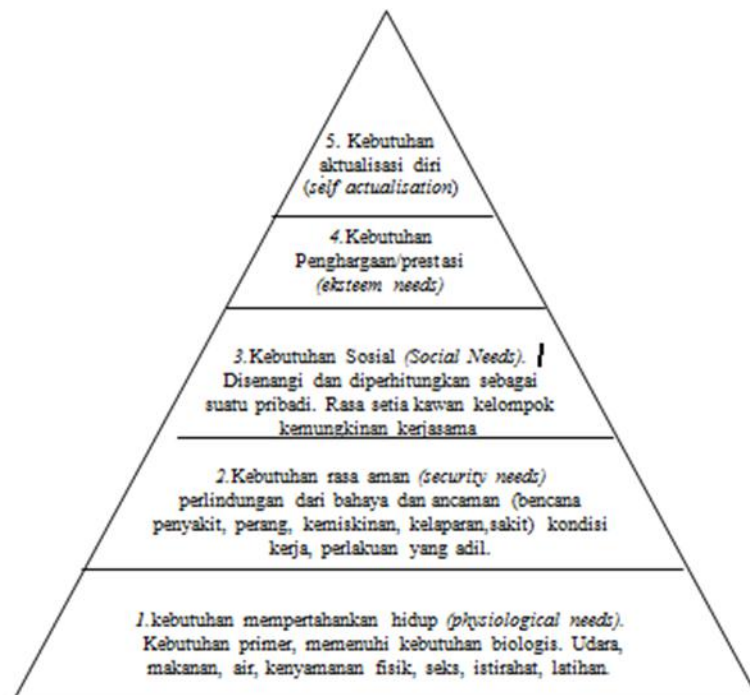 5. Kebutuhan
aktualisasi diri
(self actualisation)
4.Kebutuhan
Penghargaan/prestasi
(eksteem needs)
3.Kebutuhan Sosial (Social Needs).
Disenangi dan diperhitungkan sebagai
suatu pribadi. Rasa setia kawan kelompok
kemungkinan kerjasama
2.Kebutuhan rasa aman (security needs)
perlindungan dari bahaya dan ancaman (bencana
penyakit, perang, kemiskinan, kelaparan,sakit) kondisi
kerja, perlakuan yang adil.
1.kebutuhan mempertahankan hidup (physiological needs).
Kebutuhan primer, memenuhi kebutuhan biologis. Udara,
makanan, air, kenyamanan fisik, seks, istirahat, latihan.